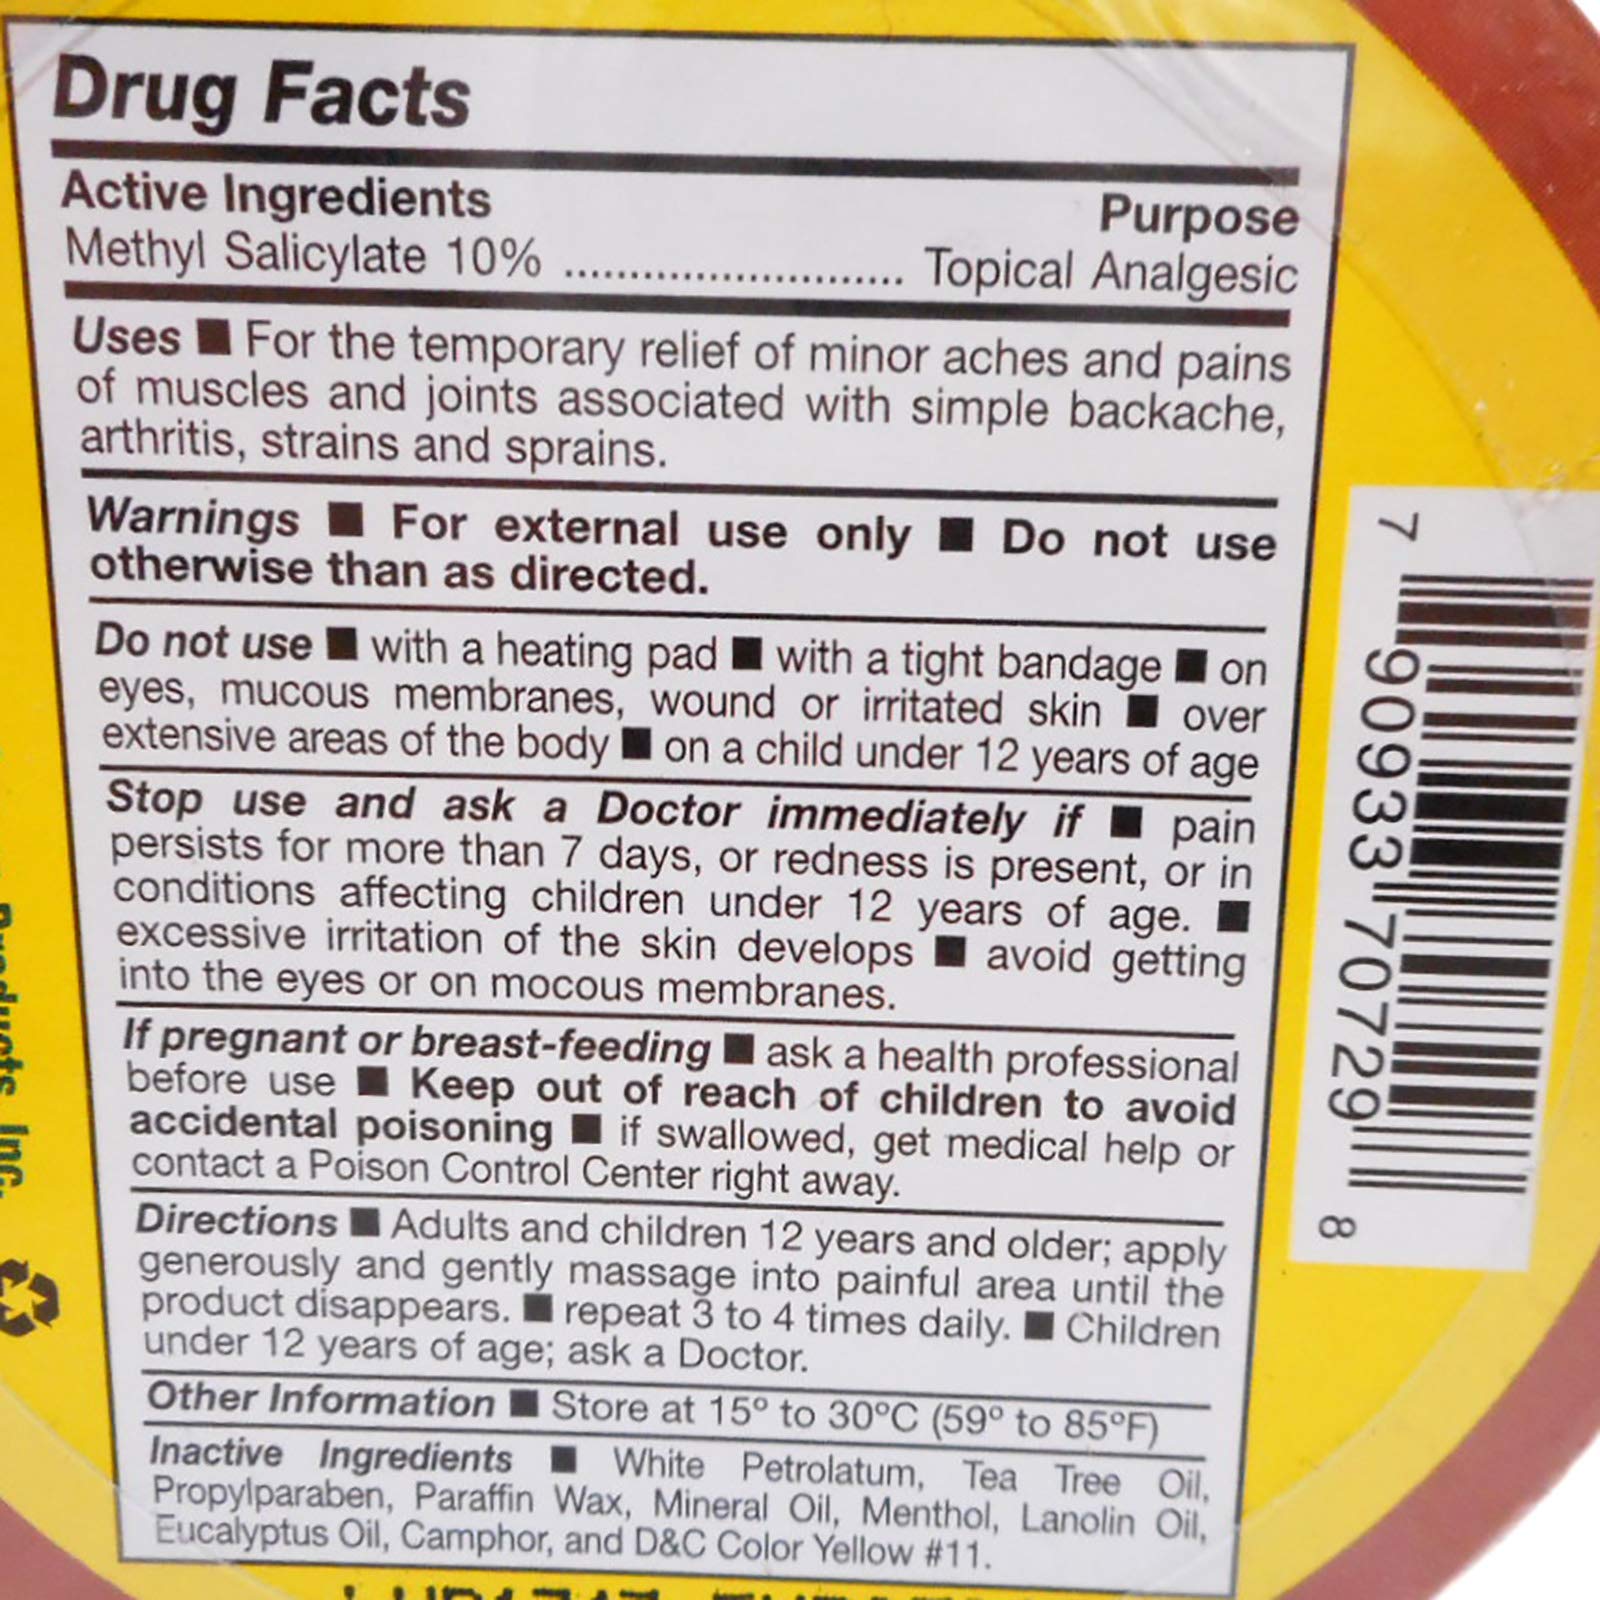 Drug Facts
Active Ingredients Purpose
Methyl Salicylate 10% ........................... Topical Analgesic
Uses ■ For the temporary relief of minor aches and pains
of muscles and joints associated with simple backache,
arthritis, strains and sprains.
Warnings ■ For external use only ■ Do not use
otherwise than as directed.
Do not use ■ with a heating pad ■ with a tight bandage ■ on
eyes, mucous membranes, wound or irritated skin ■ over
extensive areas of the body ■ on a child under 12 years of age
Stop use and ask a Doctor immediately if ■ pain
persists for more than 7 days, or redness is present, or in
conditions affecting children under 12 years of age. ■
excessive irritation of the skin develops ■ avoid getting
into the eyes or on mocous membranes.
If pregnant or breast-feeding ■ ask a health professional
before use ■ Keep out of reach of children to avoid
accidental poisoning ■ if swallowed, get medical help or
contact a Poison Control Center right away.
Directions ■ Adults and children 12 years and older; apply
generously and gently massage into painful area until the
product disappears. ■ repeat 3 to 4 times daily. ■ Children
under 12 years of age; ask a Doctor.
Other Information ■ Store at 15º to 30ºC (59º to 85ºF)
Inactive Ingredients ■ White Petrolatum, Tea Tree Oil,
Propylparaben, Paraffin Wax, Mineral Oil, Menthol, Lanolin Oil,
Eucalyptus Oil, Camphor, and D&C Color Yellow #11.
7 90933 70729 8
Products, Inc.